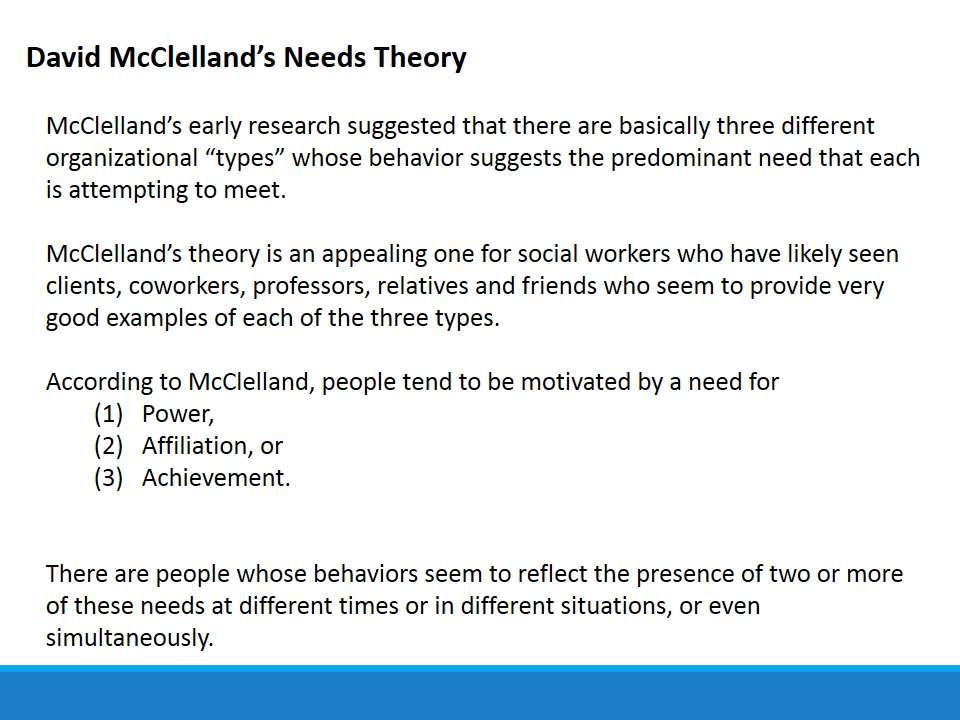 David McClelland’s Needs Theory
McClelland’s early research suggested that there are basically three different
organizational “types” whose behavior suggests the predominant need that each
is attempting to meet.
McClelland’s theory is an appealing one for social workers who have likely seen
clients, coworkers, professors, relatives and friends who seem to provide very
good examples of each of the three types.
According to McClelland, people tend to be motivated by a need for
(1) Power,
(2) Affiliation, or
(3) Achievement.
There are people whose behaviors seem to reflect the presence of two or more
of these needs at different times or in different situations, or even
simultaneously.